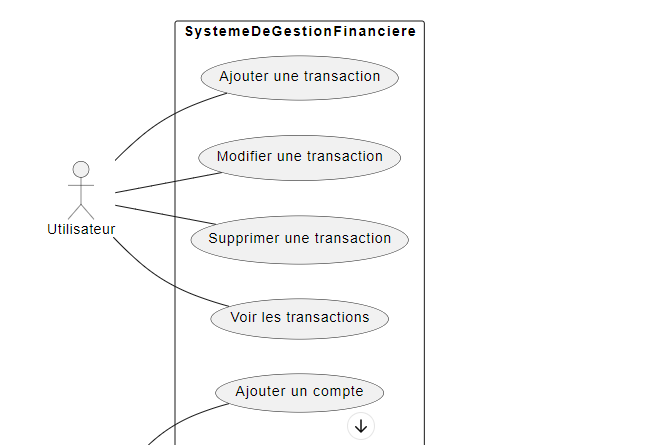 SystemeDeGestionFinanciere
Ajouter une transaction
Modifier une transaction
Utilisateur
Supprimer une transaction
Voir les transactions
Ajouter un compte